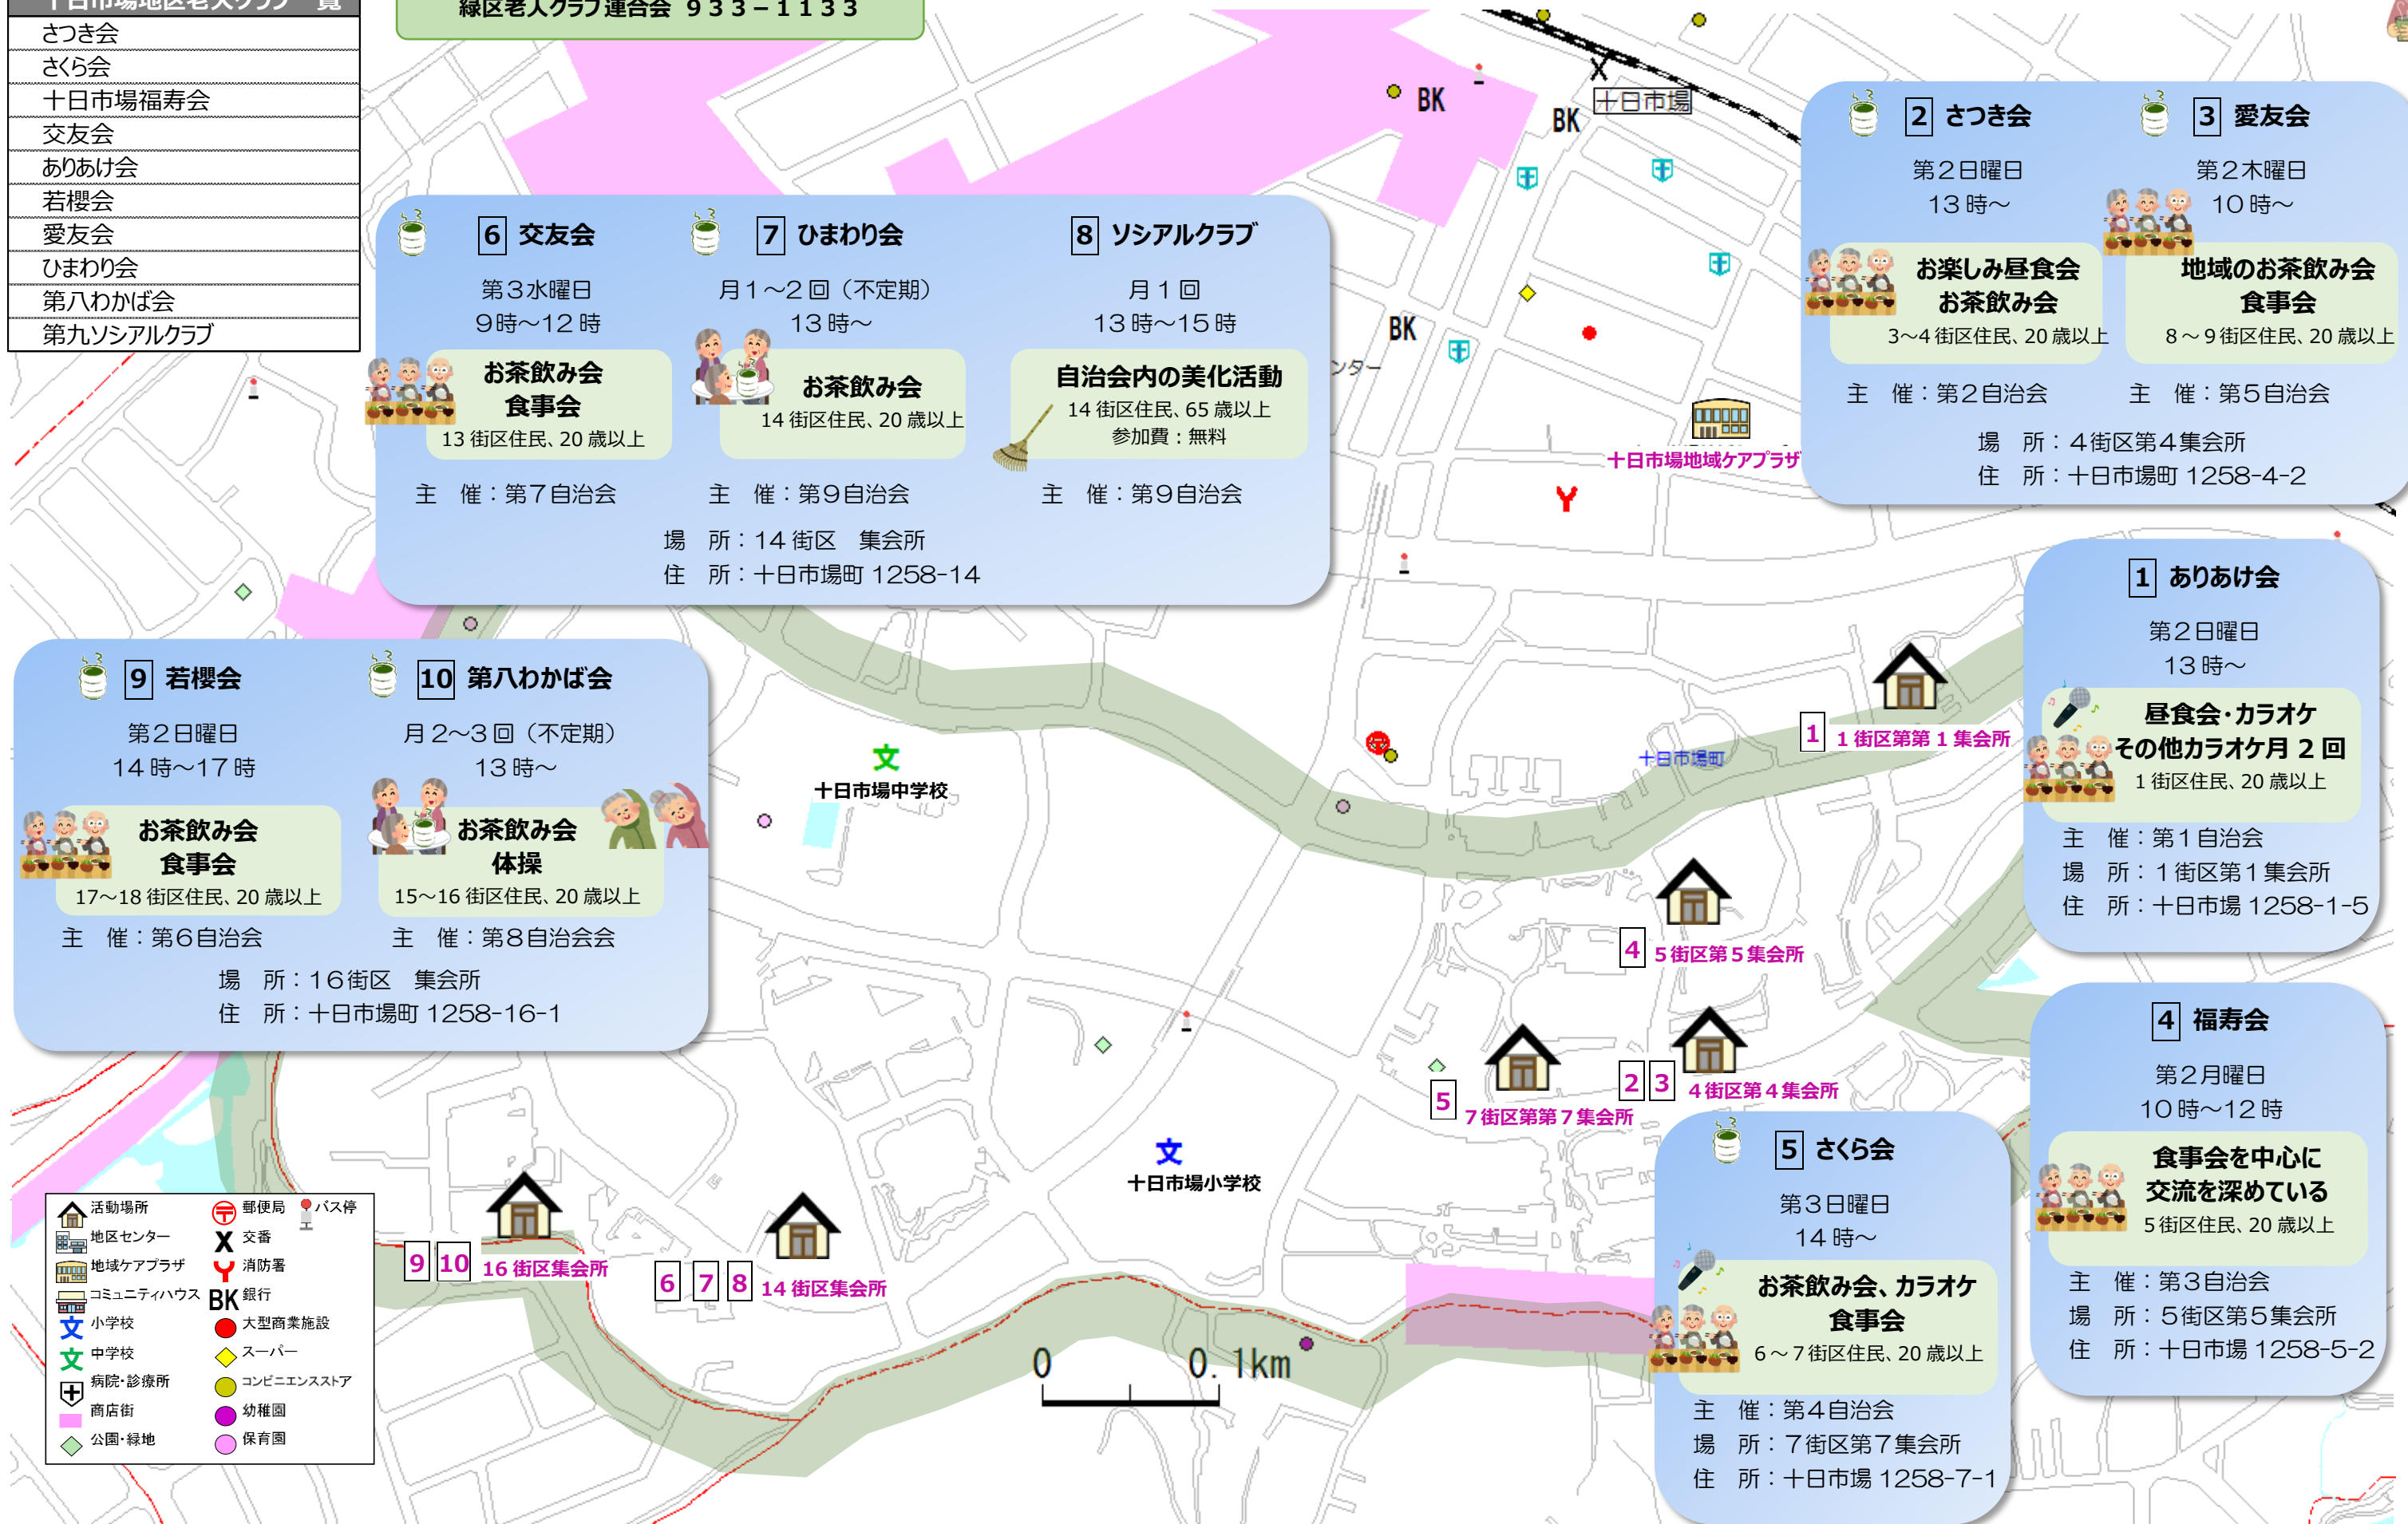 十日市場地区老人クラブ一覧
さつき会
さくら会
十日市場福寿会
交友会
ありあけ会
若櫻会
愛友会
ひまわり会
第八わかば会
第九ソシアルクラブ
緑区老人クラブ連合会 933−1133
BK
BK
十日市場
BK
ンター
十日市場地域ケアプラザ
2 さつき会
第2日曜日
13時～
お楽しみ昼食会
お茶飲み会
3～4街区住民、20歳以上
主 催：第2自治会
3 愛友会
第2木曜日
10時～
地域のお茶飲み会
食事会
8～9街区住民、20歳以上
主 催：第5自治会
場 所：4街区第4集会所
住 所：十日市場町1258-4-2
6 交友会
第3水曜日
9時～12時
お茶飲み会
食事会
13街区住民、20歳以上
主 催：第7自治会
7 ひまわり会
月1～2回（不定期）
13時～
お茶飲み会
14街区住民、20歳以上
主 催：第9自治会
8 ソシアルクラブ
月1回
13時～15時
自治会内の美化活動
14街区住民、65歳以上
参加費：無料
主 催：第9自治会
場 所：14街区 集会所
住 所：十日市場町1258-14
1 ありあけ会
第2日曜日
13時～
昼食会・カラオケ
その他カラオケ月2回
1街区住民、20歳以上
主 催：第1自治会
場 所：1街区第1集会所
住 所：十日市場1258-1-5
9 若櫻会
第2日曜日
14時～17時
お茶飲み会
食事会
17～18街区住民、20歳以上
主 催：第6自治会
10 第八わかば会
月2～3回（不定期）
13時～
お茶飲み会
体操
15～16街区住民、20歳以上
主 催：第8自治会会
場 所：16街区 集会所
住 所：十日市場町1258-16-1
文
十日市場中学校
十日市場町
1 1街区第第1集会所
4 5街区第5集会所
2 3 4街区第4集会所
5 7街区第第7集会所
文
十日市場小学校
4 福寿会
第2月曜日
10時～12時
食事会を中心に
交流を深めている
5街区住民、20歳以上
主 催：第3自治会
場 所：5街区第5集会所
住 所：十日市場1258-5-2
5 さくら会
第3日曜日
14時～
お茶飲み会、カラオケ
食事会
6～7街区住民、20歳以上
主 催：第4自治会
場 所：7街区第7集会所
住 所：十日市場1258-7-1
9 10 16街区集会所
6 7 8 14街区集会所
活動場所
地区センター
地域ケアプラザ
コミュニティハウス
文 小学校
文 中学校
病院・診療所
商店街
公園・緑地
郵便局
X 交番
消防署
BK 銀行
大型商業施設
スーパー
コンビニエンスストア
幼稚園
保育園
バス停
0 0.1km